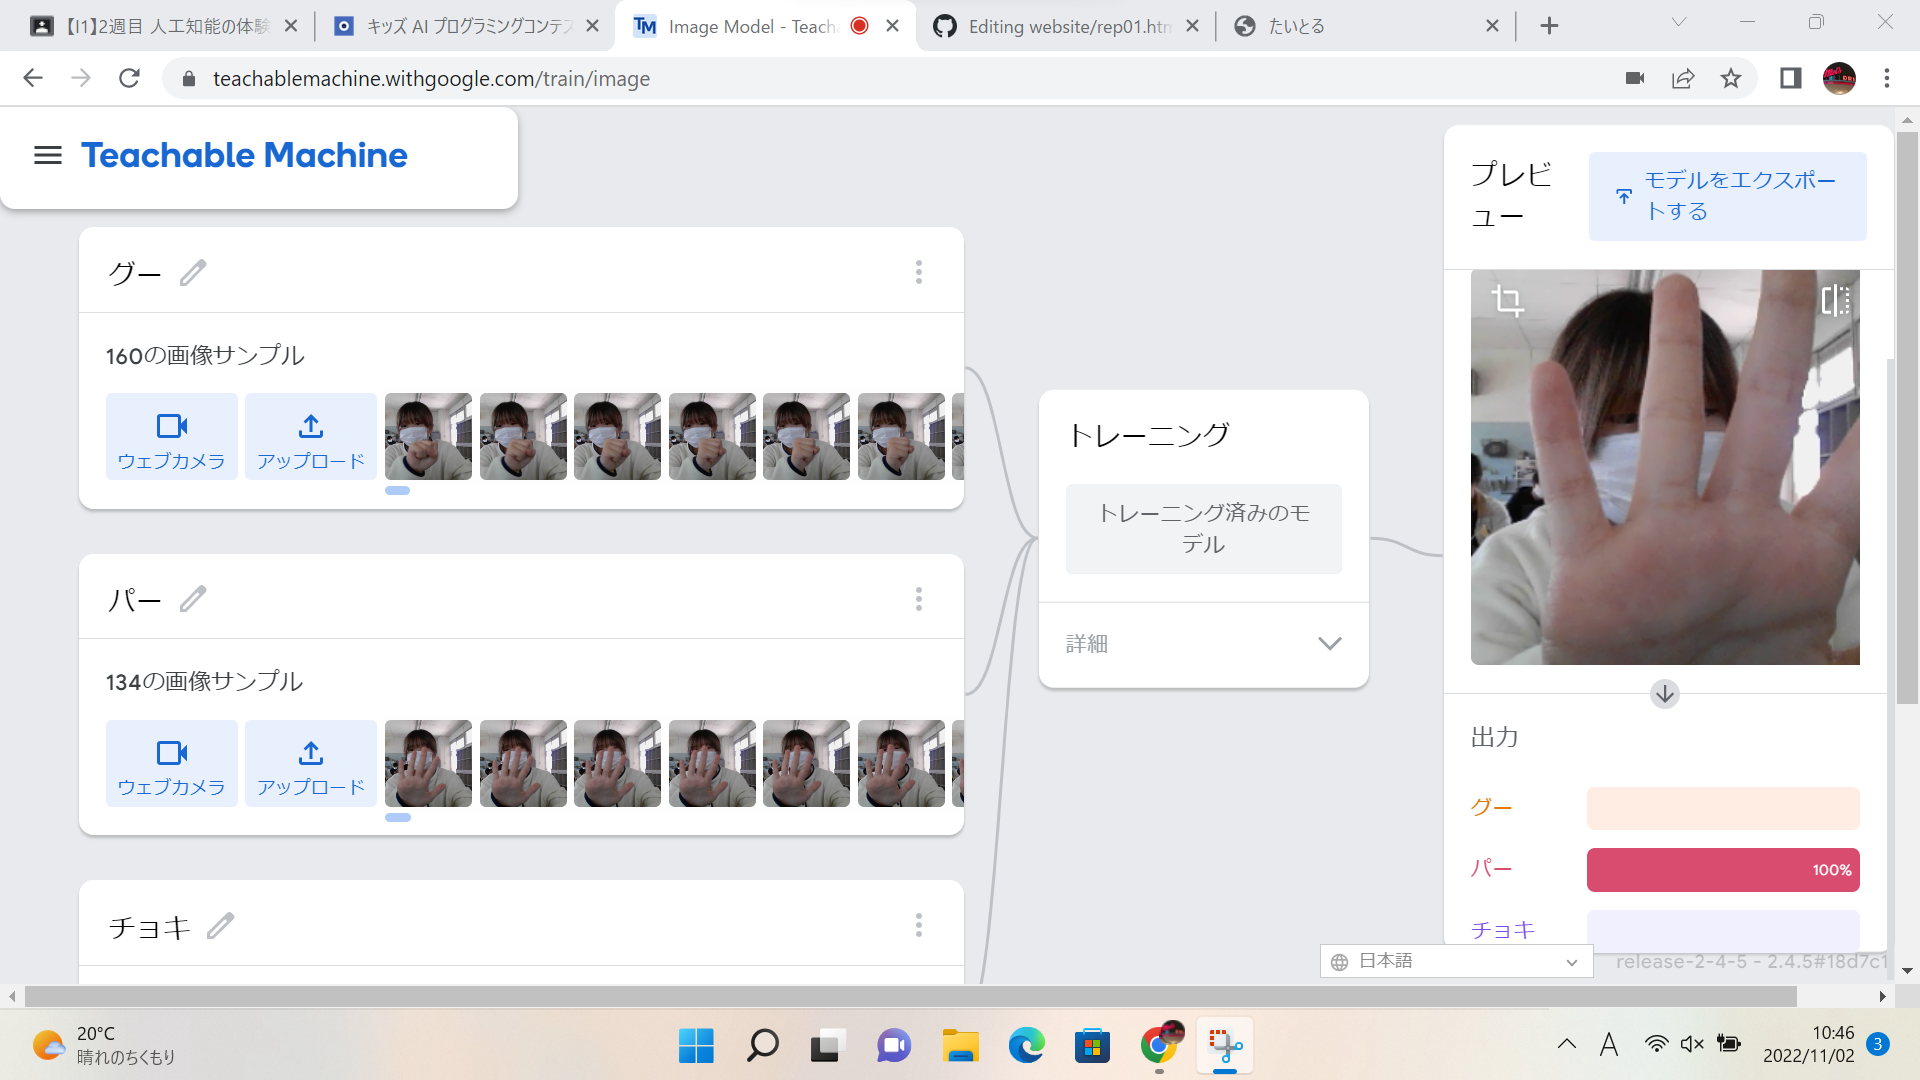 【I1】2週目 人工知能の体験
キッズ AI プログラミングコンテス
Image Model - Teach
Editing website/rep01.htm
たいとる
teachablemachine.withgoogle.com/train/image
Teachable Machine
グー
160の画像サンプル
ウェブカメラ
アップロード
パー
134の画像サンプル
ウェブカメラ
アップロード
チョキ
トレーニング
トレーニング済みのモ
デル
詳細
プレビ
ュー
モデルをエクスポー
トする
出力
グー
パー
100%
チョキ
日本語
release-2-4-5 - 2.4.5#18d7c1
20°C
晴れのちくもり
A
10:46
2022/11/02
3